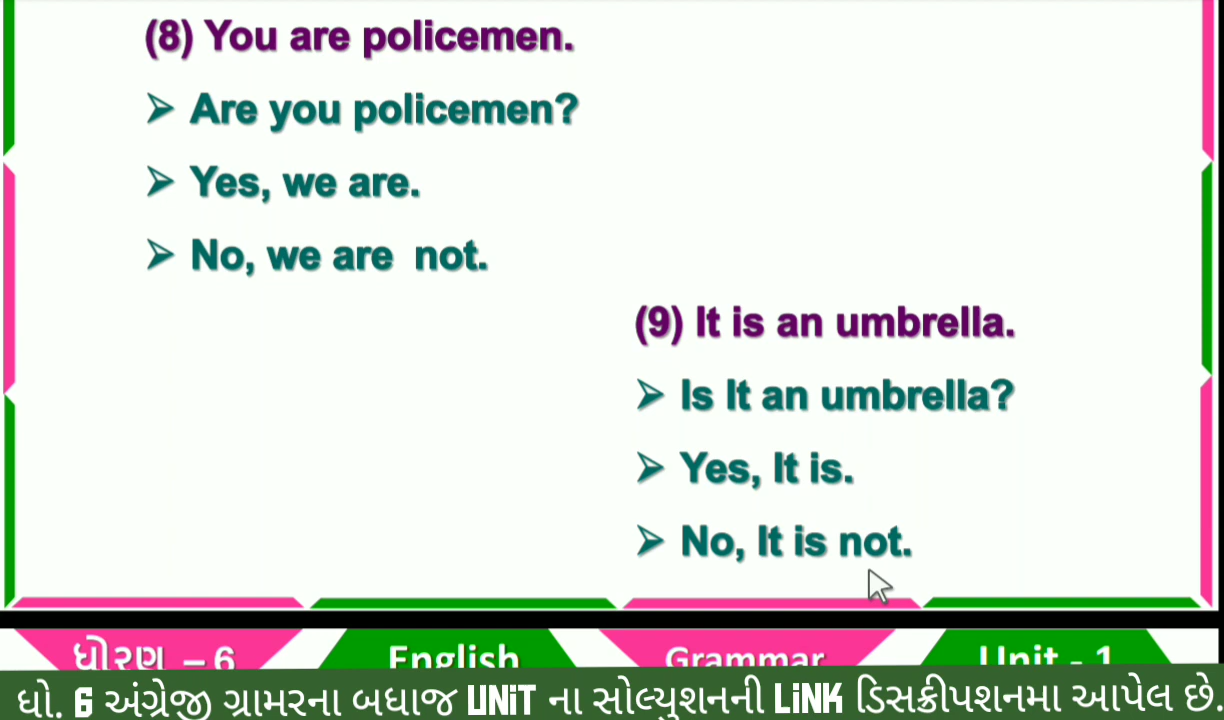 (8) You are policemen.
➢ Are you policemen?
➢ Yes, we are.
➢ No, we are not.
(9) It is an umbrella.
➢ Is It an umbrella?
➢ Yes, It is.
➢ No, It is not.
ધોરણ – 6 English Grammar Unit - 1
ધો. 6 અંગ્રેજી ગ્રામરના બધાજ UNiT ના સોલ્યુશનની LiNK ડિસક્રીપશનમા આપેલ છે.